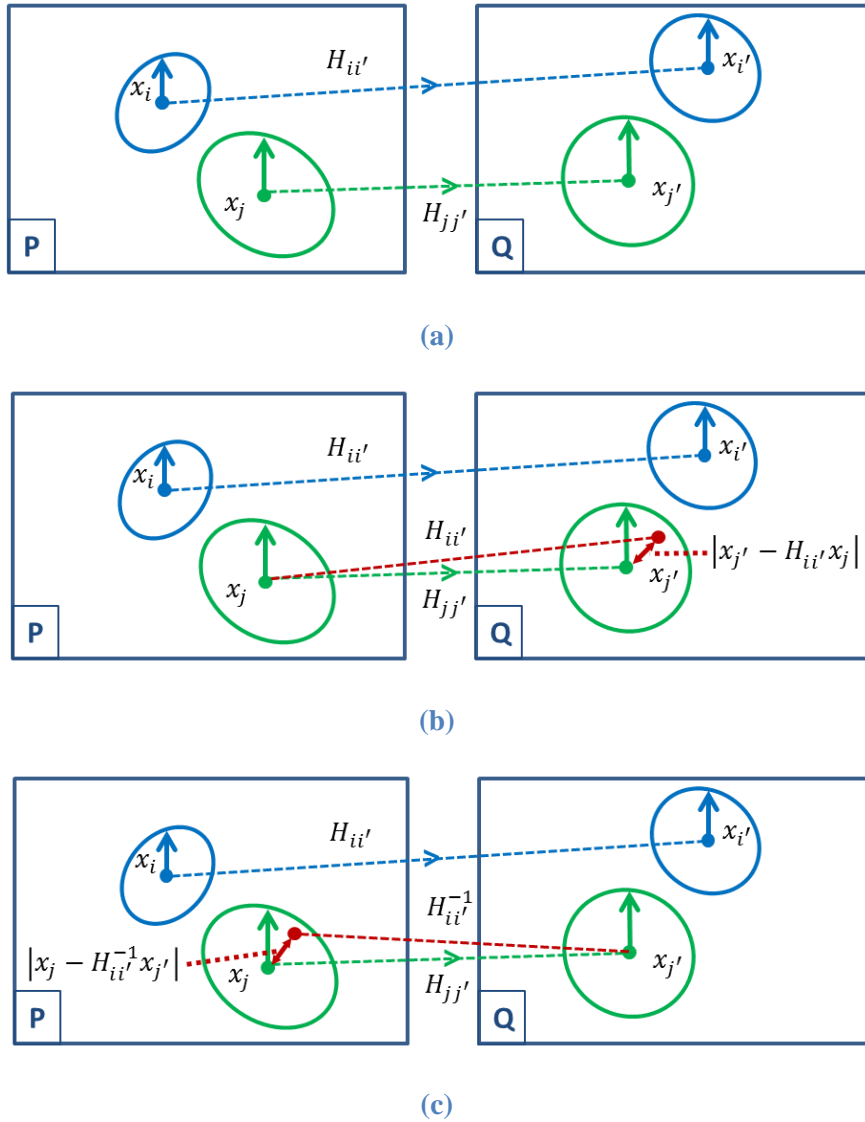 H_{ii'}
x_i
x_{i'}
x_j
x_{j'}
H_{jj'}
P
Q
(a)
H_{ii'}
x_i
x_{i'}
H_{ii'}
|x_{j'} − H_{ii'}x_j|
x_j
x_{j'}
H_{jj'}
P
Q
(b)
H_{ii'}
x_i
x_{i'}
H_{ii'}^{-1}
|x_j − H_{ii'}^{-1}x_{j'}|
x_j
x_{j'}
H_{jj'}
P
Q
(c)